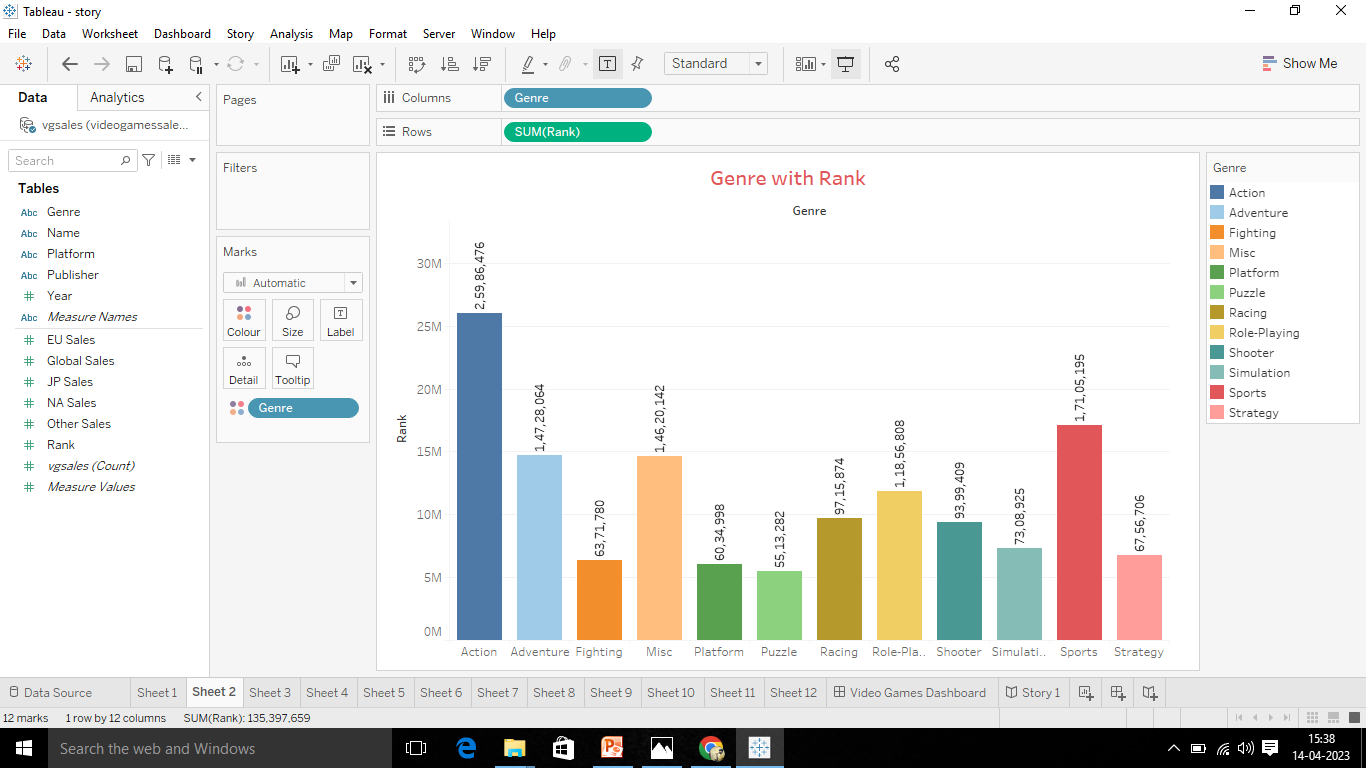 Tableau - story
File Data Worksheet Dashboard Story Analysis Map Format Server Window Help
Standard
Show Me
Data Analytics
vgsales (videogamessale...
Search
Tables
Abc Genre
Abc Name
Abc Platform
Abc Publisher
# Year
Abc Measure Names
# EU Sales
# Global Sales
# JP Sales
# NA Sales
# Other Sales
# Rank
# vgsales (Count)
# Measure Values
Pages
Filters
Marks
Automatic
Colour Size Label
Detail Tooltip
Genre
Columns Genre
Rows SUM(Rank)
Genre with Rank
Genre
Rank
30M
25M
20M
15M
10M
5M
0M
2,59,86,476
1,47,28,064
63,71,780
1,46,20,142
60,34,998
55,13,282
97,15,874
1,18,56,808
93,99,409
73,08,925
1,71,05,195
67,56,706
Action Adventure Fighting Misc Platform Puzzle Racing Role-Pla.. Shooter Simulati.. Sports Strategy
Genre
Action
Adventure
Fighting
Misc
Platform
Puzzle
Racing
Role-Playing
Shooter
Simulation
Sports
Strategy
Data Source Sheet 1 Sheet 2 Sheet 3 Sheet 4 Sheet 5 Sheet 6 Sheet 7 Sheet 8 Sheet 9 Sheet 10 Sheet 11 Sheet 12 Video Games Dashboard Story 1
12 marks 1 row by 12 columns SUM(Rank): 135,397,659
Search the web and Windows
15:38
14-04-2023